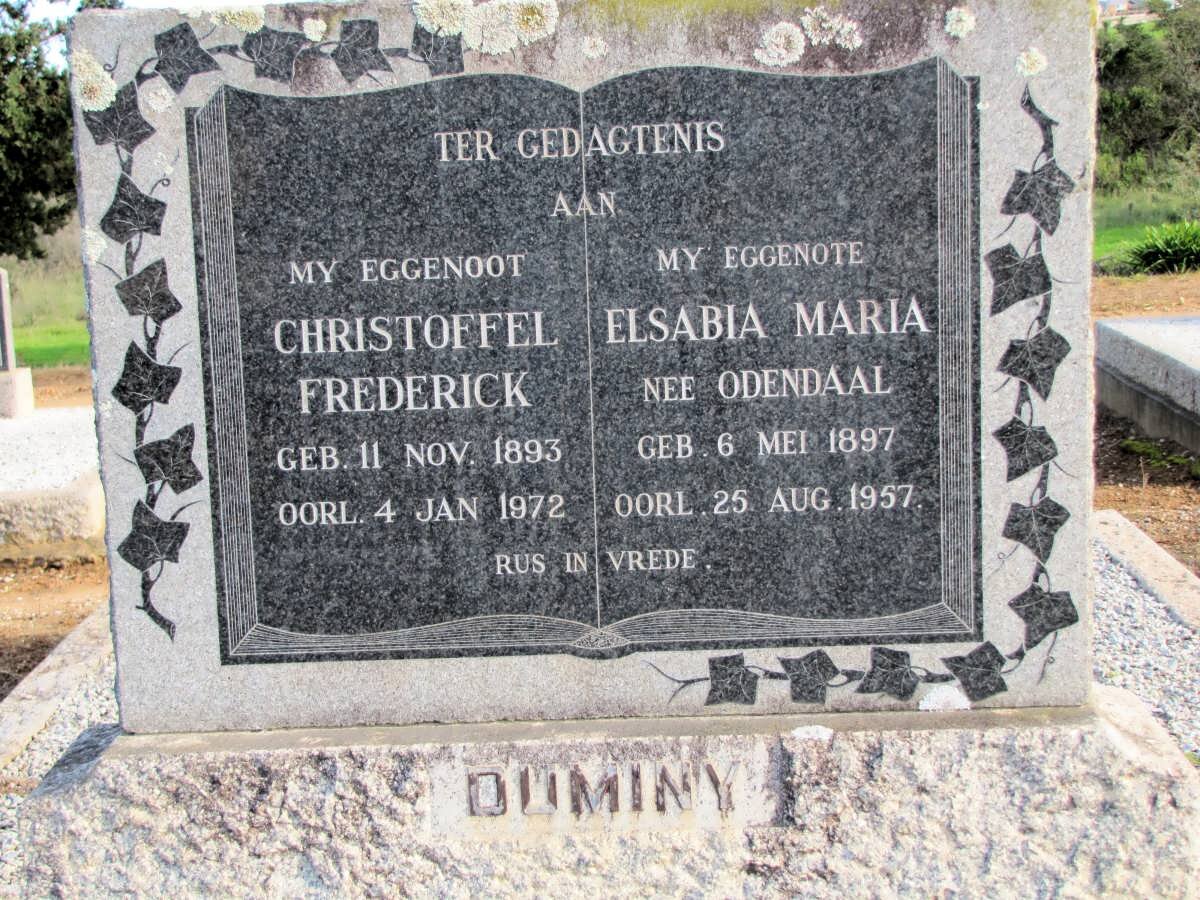 TER GEDAGTENIS
AAN
MY EGGENOOT
CHRISTOFFEL
FREDERICK
GEB. 11 NOV. 1893
OORL. 4 JAN 1972
MY EGGENOTE
ELSABIA MARIA
NEE ODENDAAL
GEB. 6 MEI 1897
OORL. 25 AUG. 1957.
RUS IN VREDE.
DUMINY